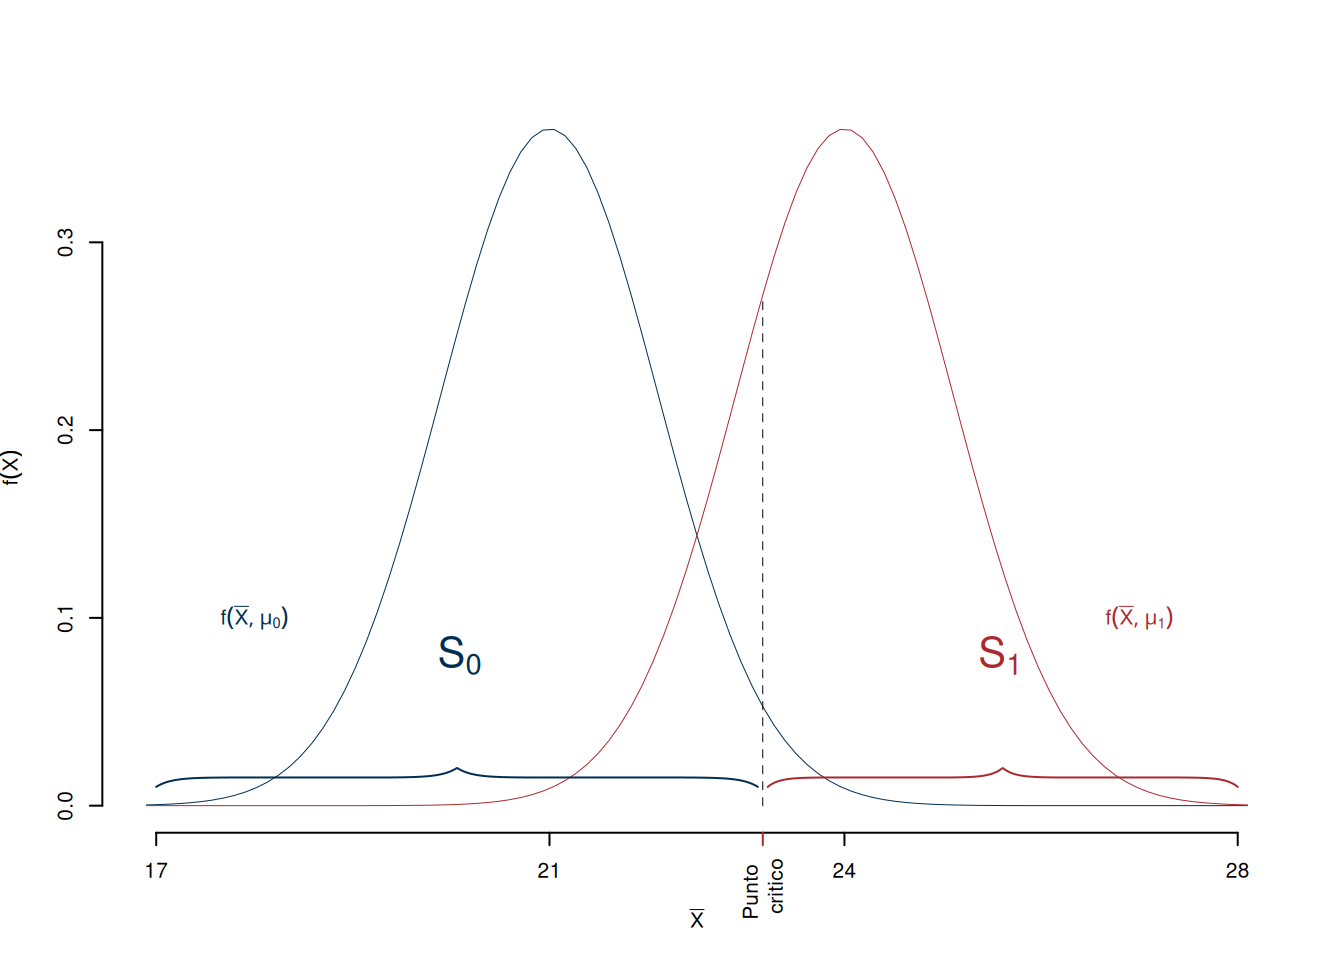 f(X)
0.3
0.2
0.1
0.0
f(X̅, μ₀)
f(X̅, μ₁)
S₀
S₁
17
21
24
28
Punto
critico
X̅